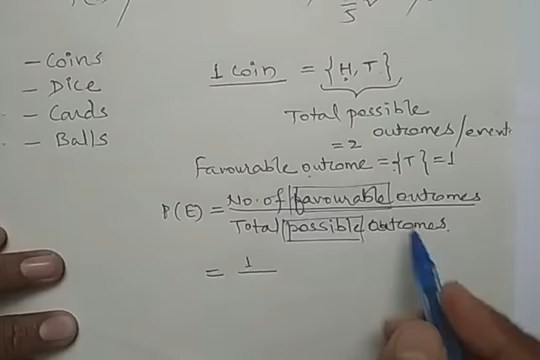 - Coins
- Dice
- Cards
- Balls
1 coin = {H, T}
Total possible
outcomes/event
= 2
Favourable outcome = {T} = 1
P(E) = No. of favourable outcomes
Total possible outcomes.
= 1